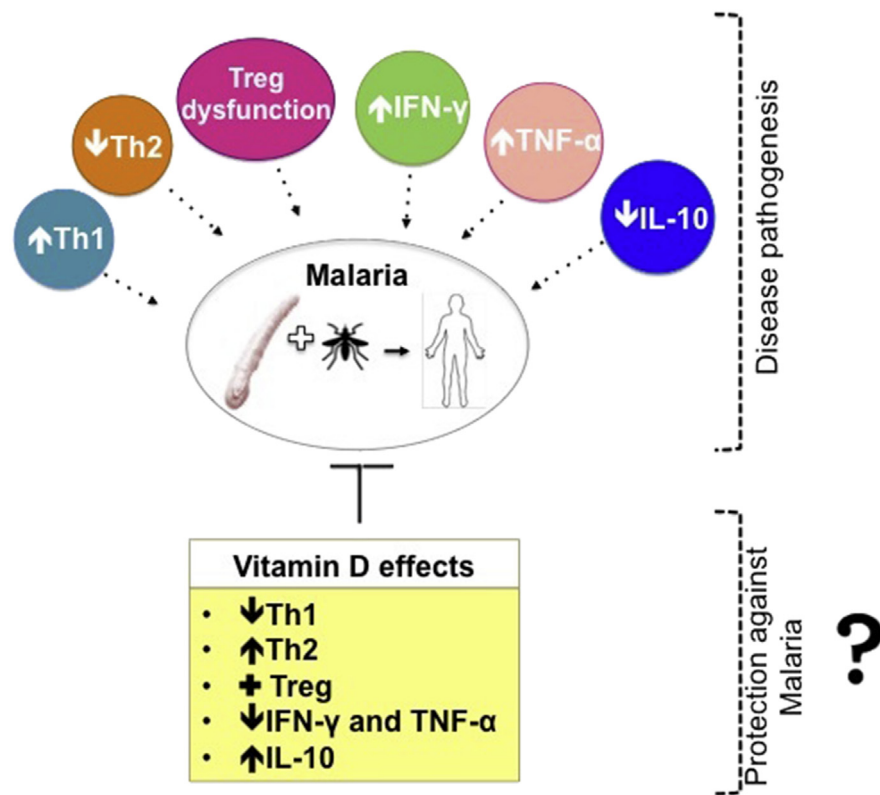 Treg
dysfunction
↑IFN-γ
↓Th2
↑TNF-α
↑Th1
↓IL-10
Malaria
Disease pathogenesis
Vitamin D effects
• ↓Th1
• ↑Th2
• ✚ Treg
• ↓IFN-γ and TNF-α
• ↑IL-10
Protection against
Malaria
?